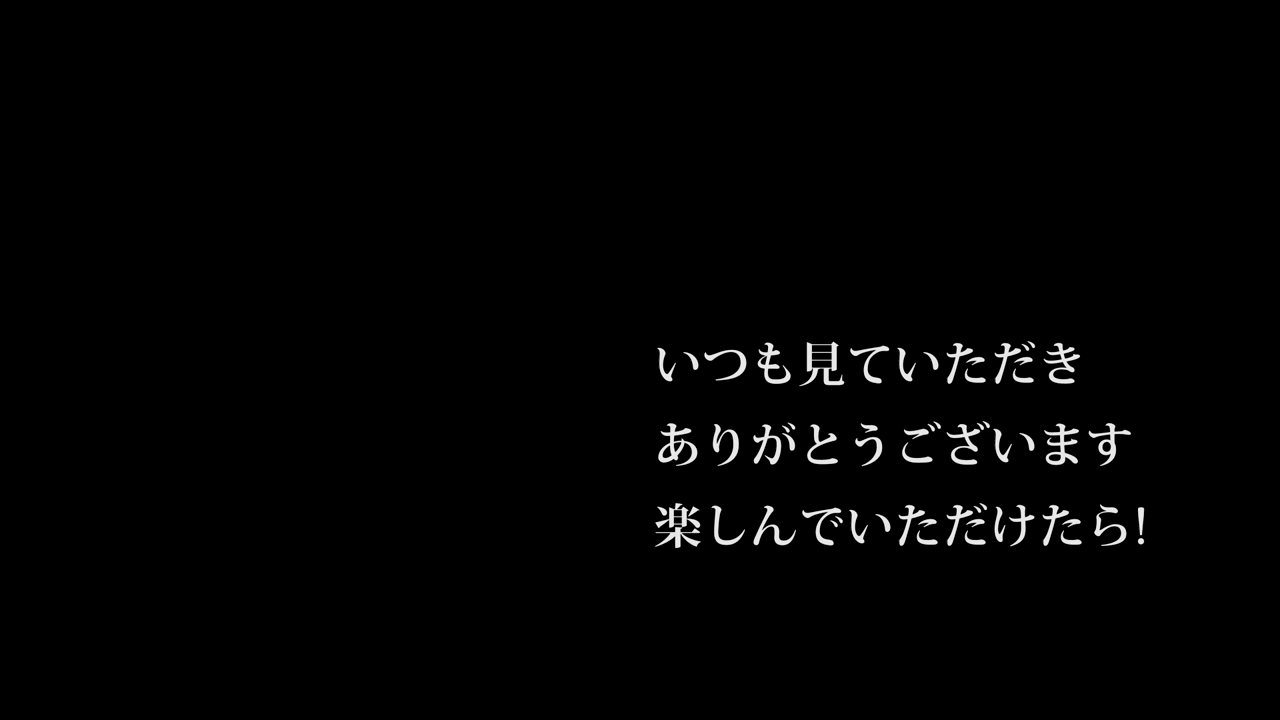 いつも見ていただき
ありがとうございます
楽しんでいただけたら!